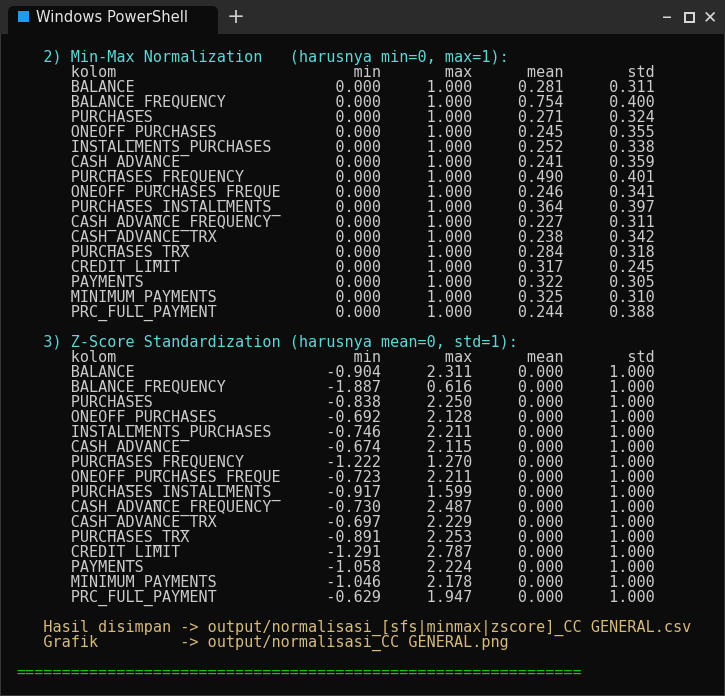 Windows PowerShell
2) Min-Max Normalization (harusnya min=0, max=1):
kolom min max mean std
BALANCE 0.000 1.000 0.281 0.311
BALANCE_FREQUENCY 0.000 1.000 0.754 0.400
PURCHASES 0.000 1.000 0.271 0.324
ONEOFF_PURCHASES 0.000 1.000 0.245 0.355
INSTALLMENTS_PURCHASES 0.000 1.000 0.252 0.338
CASH_ADVANCE 0.000 1.000 0.241 0.359
PURCHASES_FREQUENCY 0.000 1.000 0.490 0.401
ONEOFF_PURCHASES_FREQUE 0.000 1.000 0.246 0.341
PURCHASES_INSTALLMENTS_ 0.000 1.000 0.364 0.397
CASH_ADVANCE_FREQUENCY 0.000 1.000 0.227 0.311
CASH_ADVANCE_TRX 0.000 1.000 0.238 0.342
PURCHASES_TRX 0.000 1.000 0.284 0.318
CREDIT_LIMIT 0.000 1.000 0.317 0.245
PAYMENTS 0.000 1.000 0.322 0.305
MINIMUM_PAYMENTS 0.000 1.000 0.325 0.310
PRC_FULL_PAYMENT 0.000 1.000 0.244 0.388
3) Z-Score Standardization (harusnya mean=0, std=1):
kolom min max mean std
BALANCE -0.904 2.311 0.000 1.000
BALANCE_FREQUENCY -1.887 0.616 0.000 1.000
PURCHASES -0.838 2.250 0.000 1.000
ONEOFF_PURCHASES -0.692 2.128 0.000 1.000
INSTALLMENTS_PURCHASES -0.746 2.211 0.000 1.000
CASH_ADVANCE -0.674 2.115 0.000 1.000
PURCHASES_FREQUENCY -1.222 1.270 0.000 1.000
ONEOFF_PURCHASES_FREQUE -0.723 2.211 0.000 1.000
PURCHASES_INSTALLMENTS_ -0.917 1.599 0.000 1.000
CASH_ADVANCE_FREQUENCY -0.730 2.487 0.000 1.000
CASH_ADVANCE_TRX -0.697 2.229 0.000 1.000
PURCHASES_TRX -0.891 2.253 0.000 1.000
CREDIT_LIMIT -1.291 2.787 0.000 1.000
PAYMENTS -1.058 2.224 0.000 1.000
MINIMUM_PAYMENTS -1.046 2.178 0.000 1.000
PRC_FULL_PAYMENT -0.629 1.947 0.000 1.000
Hasil disimpan -> output/normalisasi_[sfs|minmax|zscore]_CC GENERAL.csv
Grafik -> output/normalisasi_CC GENERAL.png
==============================================================